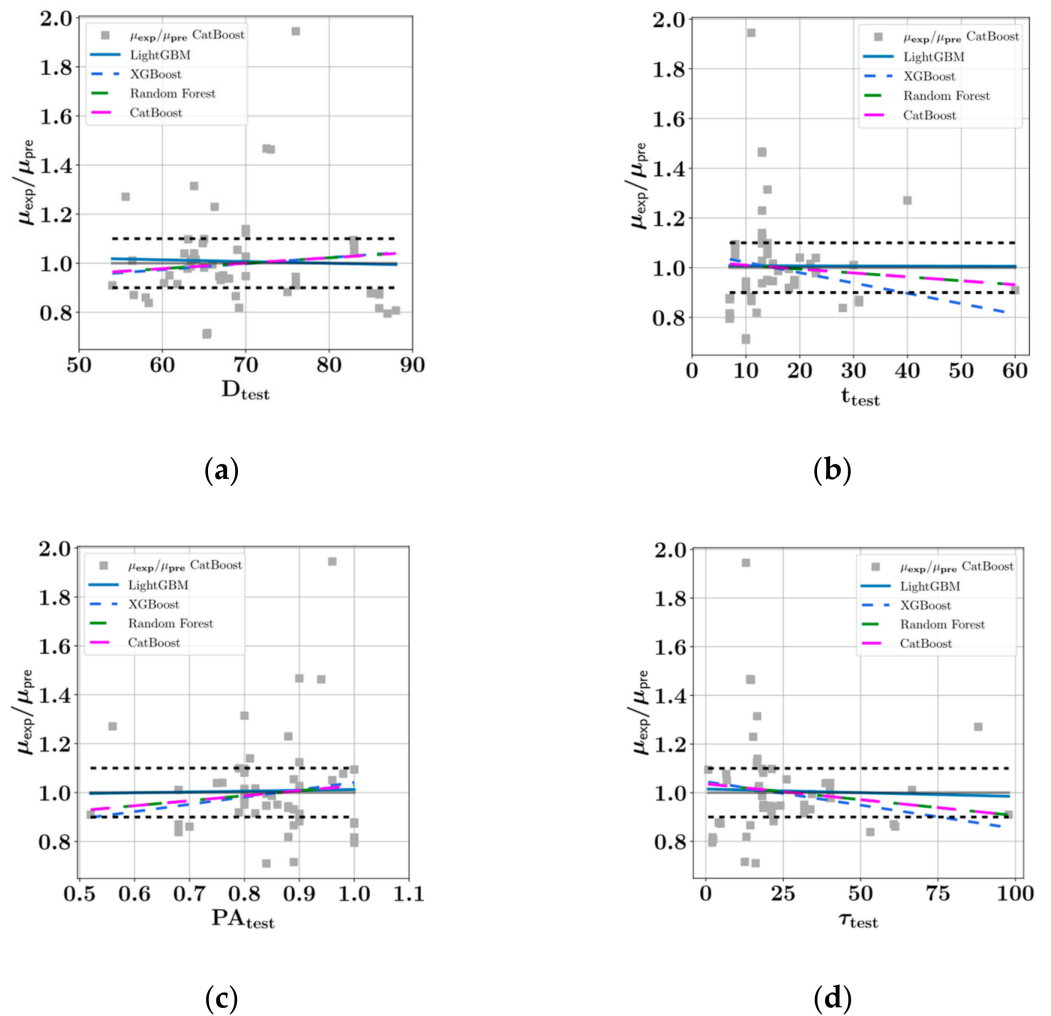 2.0
1.8
1.6
1.4
1.2
1.0
0.8
μexp/μpre
μexp/μpre CatBoost
LightGBM
XGBoost
Random Forest
CatBoost
50 60 70 80 90
Dtest
(a)
2.0
1.8
1.6
1.4
1.2
1.0
0.8
μexp/μpre
μexp/μpre CatBoost
LightGBM
XGBoost
Random Forest
CatBoost
0 10 20 30 40 50 60
ttest
(b)
2.0
1.8
1.6
1.4
1.2
1.0
0.8
μexp/μpre
μexp/μpre CatBoost
LightGBM
XGBoost
Random Forest
CatBoost
0.5 0.6 0.7 0.8 0.9 1.0 1.1
PAtest
(c)
2.0
1.8
1.6
1.4
1.2
1.0
0.8
μexp/μpre
μexp/μpre CatBoost
LightGBM
XGBoost
Random Forest
CatBoost
0 25 50 75 100
τtest
(d)